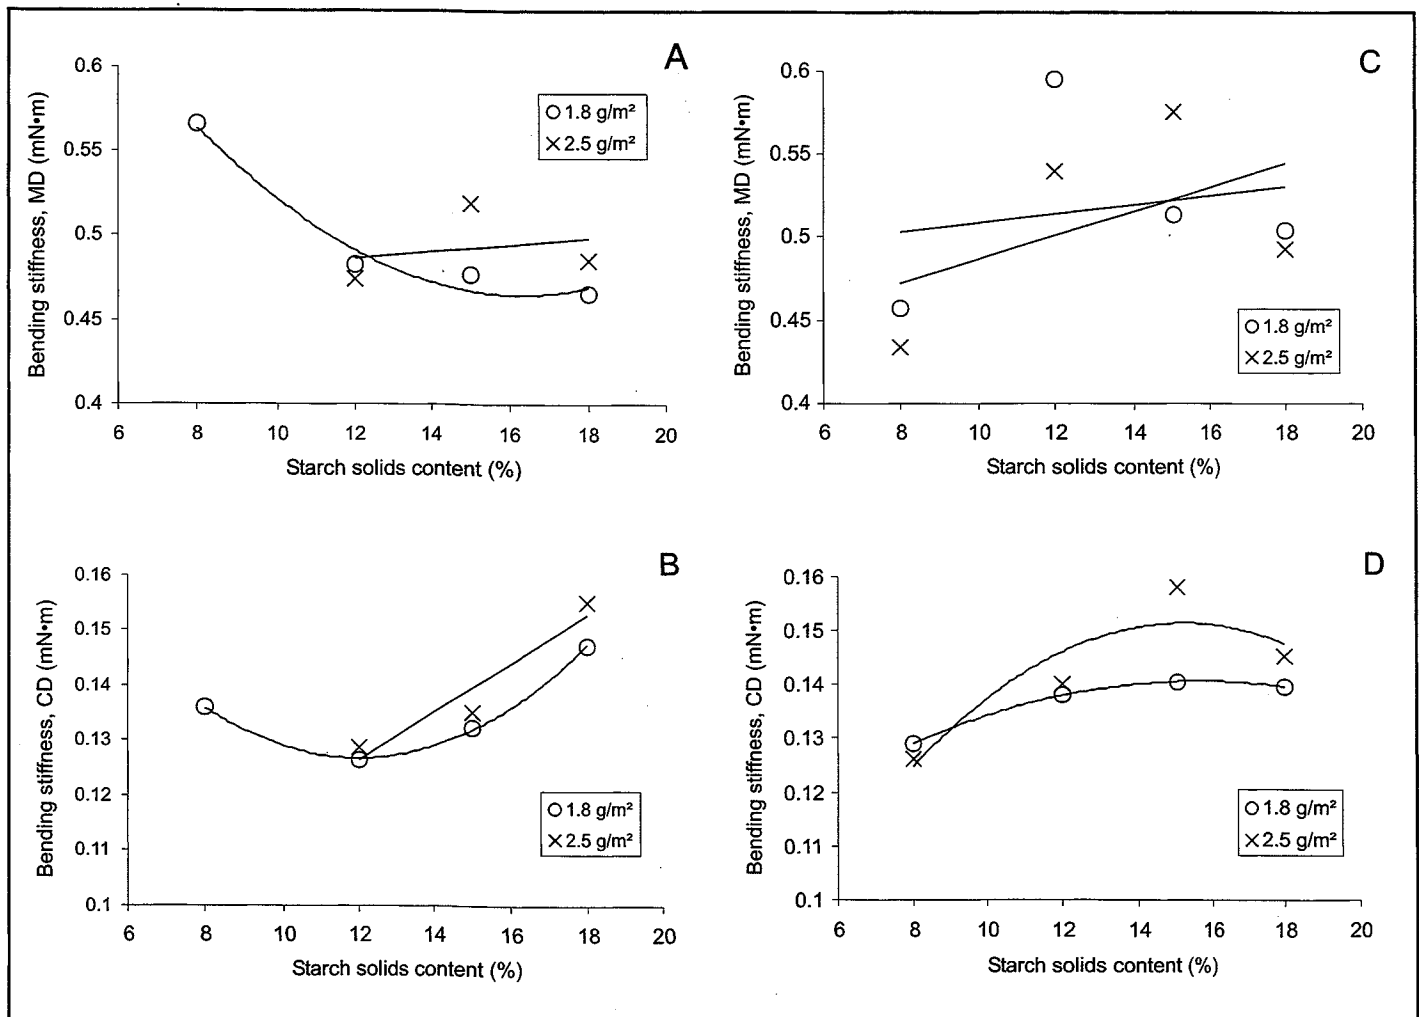 A
Bending stiffness, MD (mN•m)
0.6
0.55
0.5
0.45
0.4
6 8 10 12 14 16 18 20
Starch solids content (%)
1.8 g/m²
2.5 g/m²
C
Bending stiffness, MD (mN•m)
0.6
0.55
0.5
0.45
0.4
6 8 10 12 14 16 18 20
Starch solids content (%)
1.8 g/m²
2.5 g/m²
B
Bending stiffness, CD (mN•m)
0.16
0.15
0.14
0.13
0.12
0.11
0.1
6 8 10 12 14 16 18 20
Starch solids content (%)
1.8 g/m²
2.5 g/m²
D
Bending stiffness, CD (mN•m)
0.16
0.15
0.14
0.13
0.12
0.11
0.1
6 8 10 12 14 16 18 20
Starch solids content (%)
1.8 g/m²
2.5 g/m²